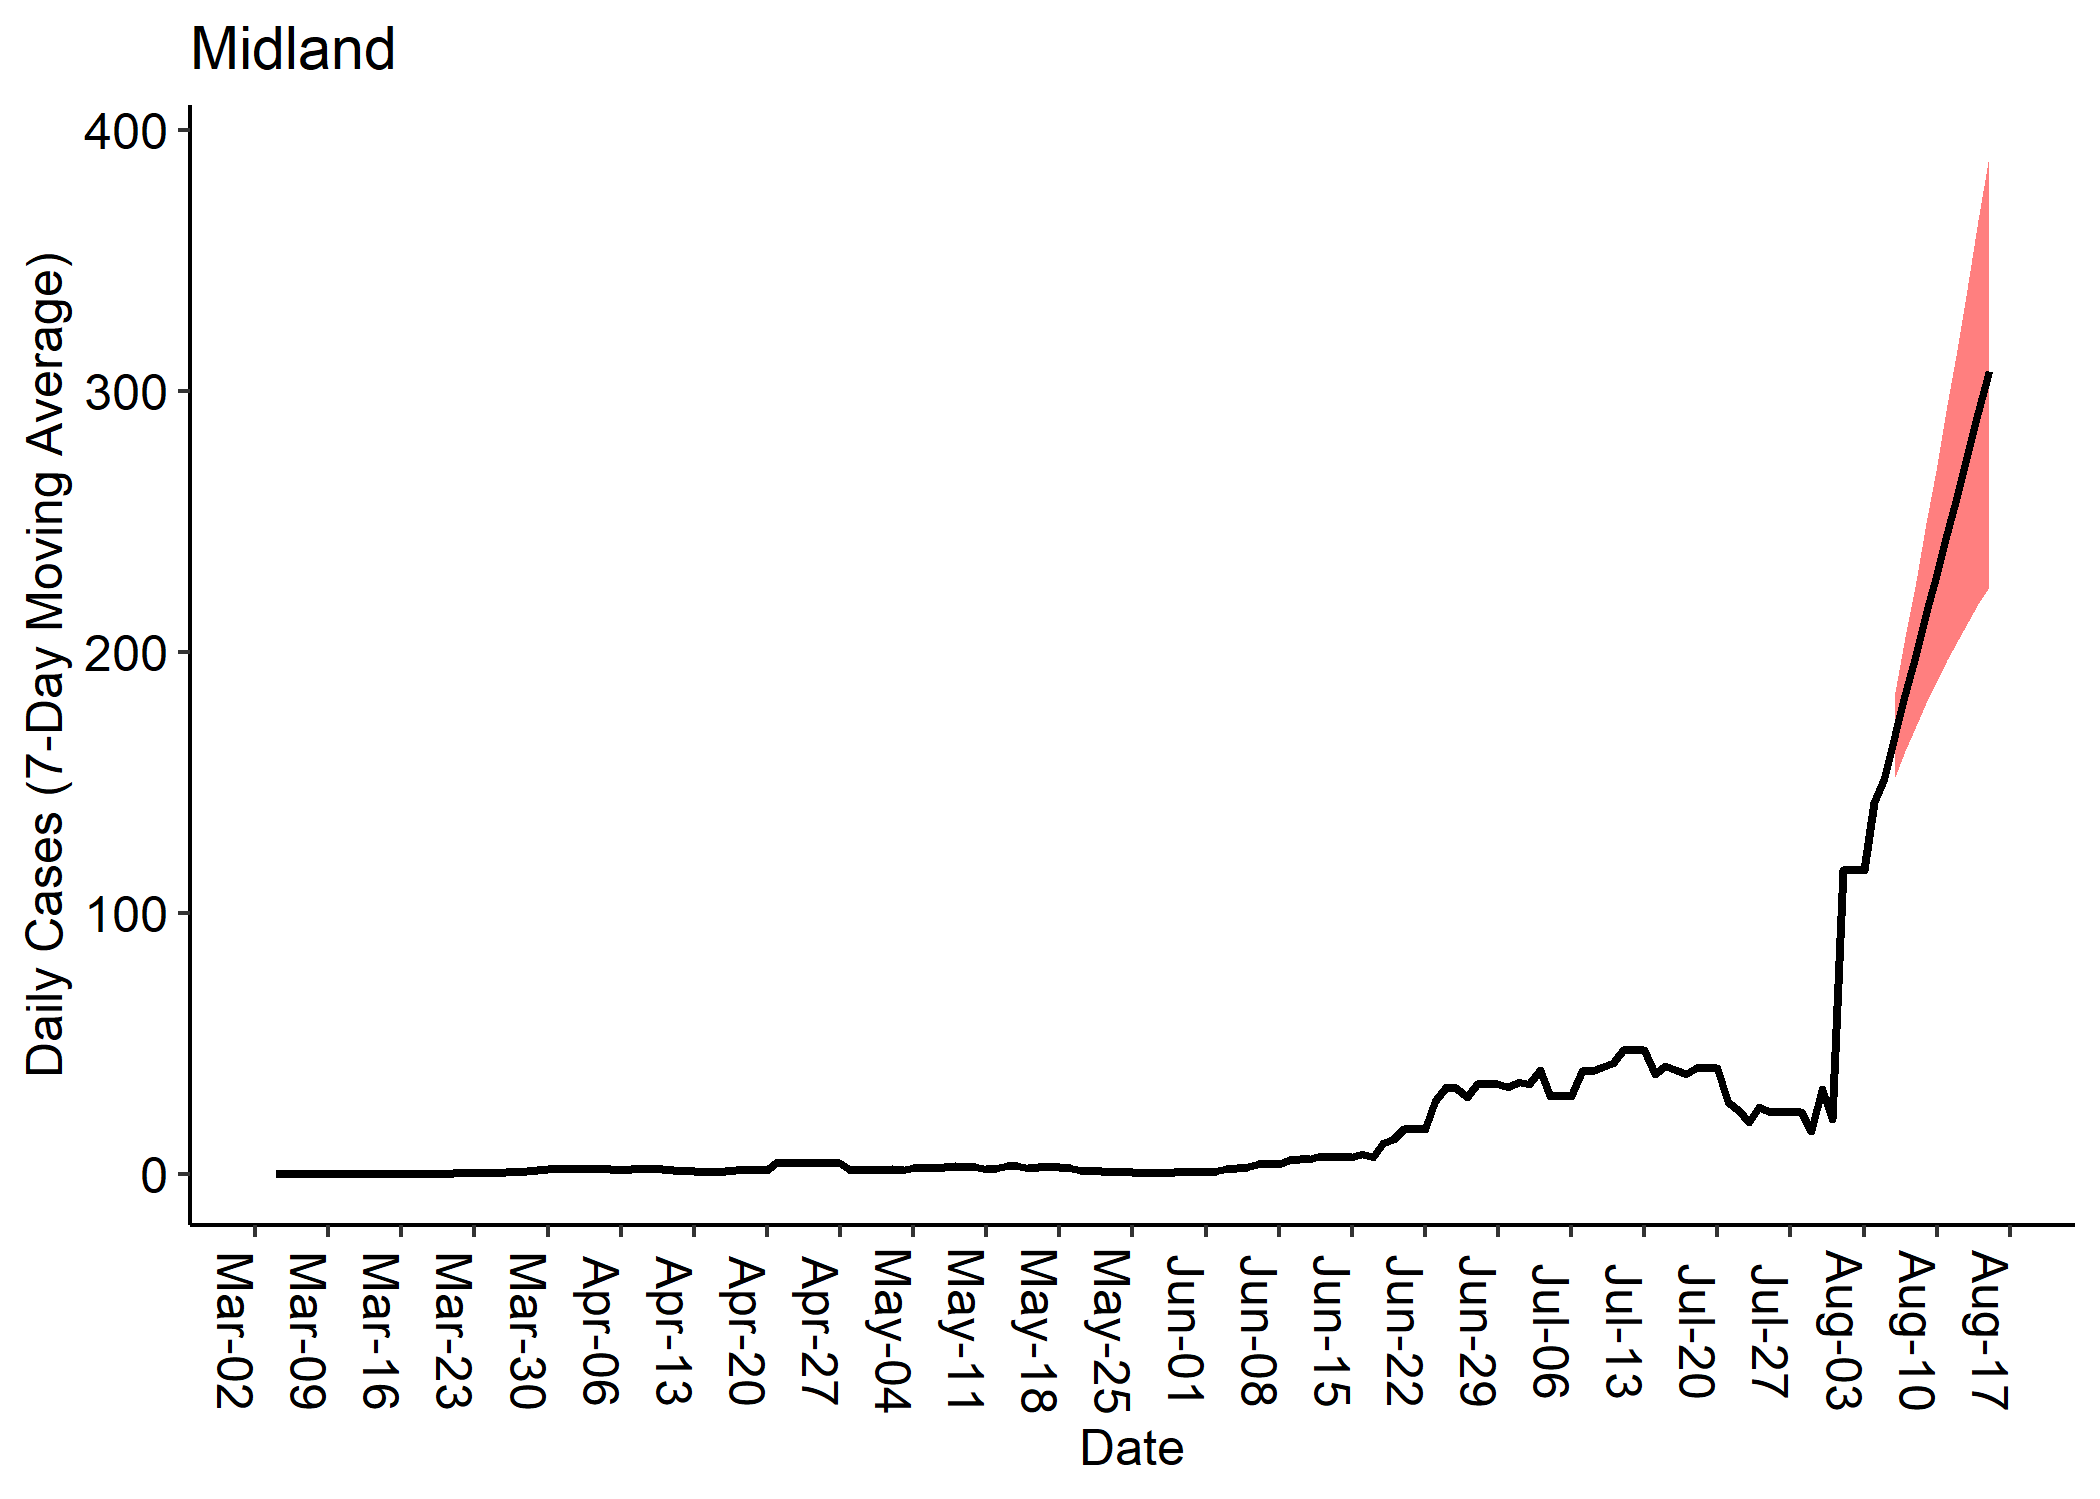 Midland
Daily Cases (7-Day Moving Average)
400
300
200
100
0
Mar-02
Mar-09
Mar-16
Mar-23
Mar-30
Apr-06
Apr-13
Apr-20
Apr-27
May-04
May-11
May-18
May-25
Jun-01
Jun-08
Jun-15
Jun-22
Jun-29
Jul-06
Jul-13
Jul-20
Jul-27
Aug-03
Aug-10
Aug-17
Date